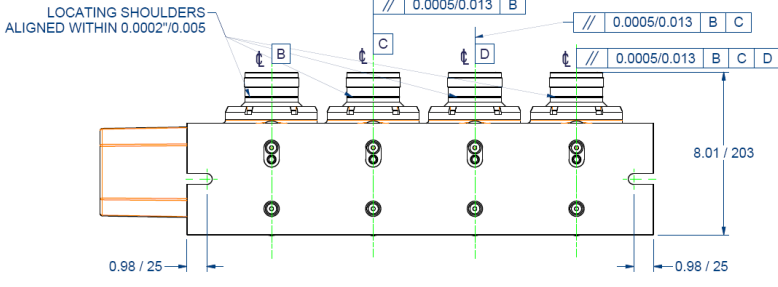 // 0.0005/0.013 B
LOCATING SHOULDERS
ALIGNED WITHIN 0.0002"/0.005
// 0.0005/0.013 B C
℄ B
℄ C
℄ D
℄
// 0.0005/0.013 B C D
8.01 / 203
0.98 / 25
0.98 / 25